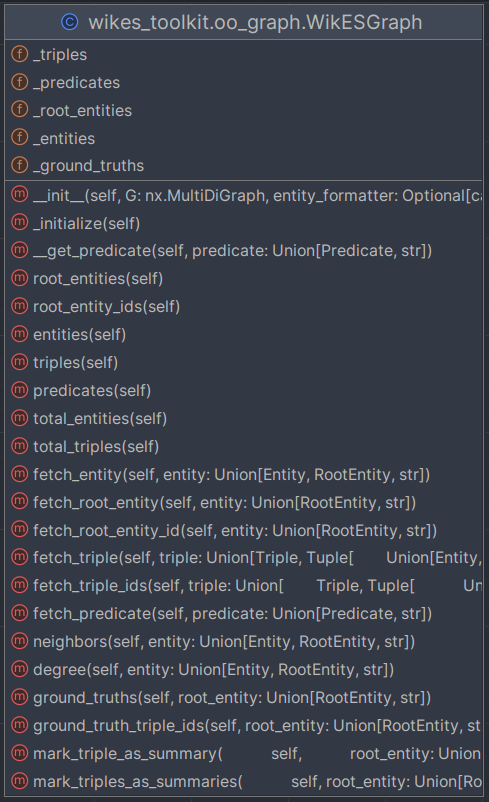 wikes_toolkit.oo_graph.WikESGraph
_triples
_predicates
_root_entities
_entities
_ground_truths
__init__(self, G: nx.MultiDiGraph, entity_formatter: Optional[ca
_initialize(self)
__get_predicate(self, predicate: Union[Predicate, str])
root_entities(self)
root_entity_ids(self)
entities(self)
triples(self)
predicates(self)
total_entities(self)
total_triples(self)
fetch_entity(self, entity: Union[Entity, RootEntity, str])
fetch_root_entity(self, entity: Union[RootEntity, str])
fetch_root_entity_id(self, entity: Union[RootEntity, str])
fetch_triple(self, triple: Union[Triple, Tuple[ Union[Entity,
fetch_triple_ids(self, triple: Union[ Triple, Tuple[ Un
fetch_predicate(self, predicate: Union[Predicate, str])
neighbors(self, entity: Union[Entity, RootEntity, str])
degree(self, entity: Union[Entity, RootEntity, str])
ground_truths(self, root_entity: Union[RootEntity, str])
ground_truth_triple_ids(self, root_entity: Union[RootEntity, st
mark_triple_as_summary( self, root_entity: Union
mark_triples_as_summaries( self, root_entity: Union[Ro